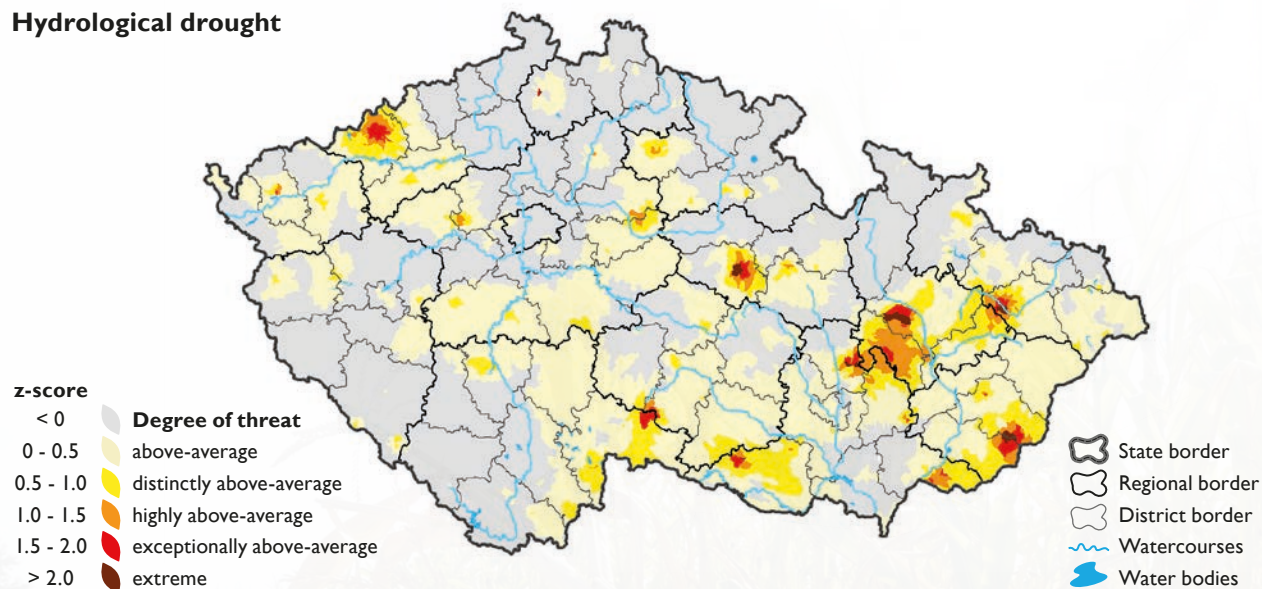 Hydrological drought
z-score
< 0 Degree of threat
0 - 0.5 above-average
0.5 - 1.0 distinctly above-average
1.0 - 1.5 highly above-average
1.5 - 2.0 exceptionally above-average
> 2.0 extreme
State border
Regional border
District border
Watercourses
Water bodies